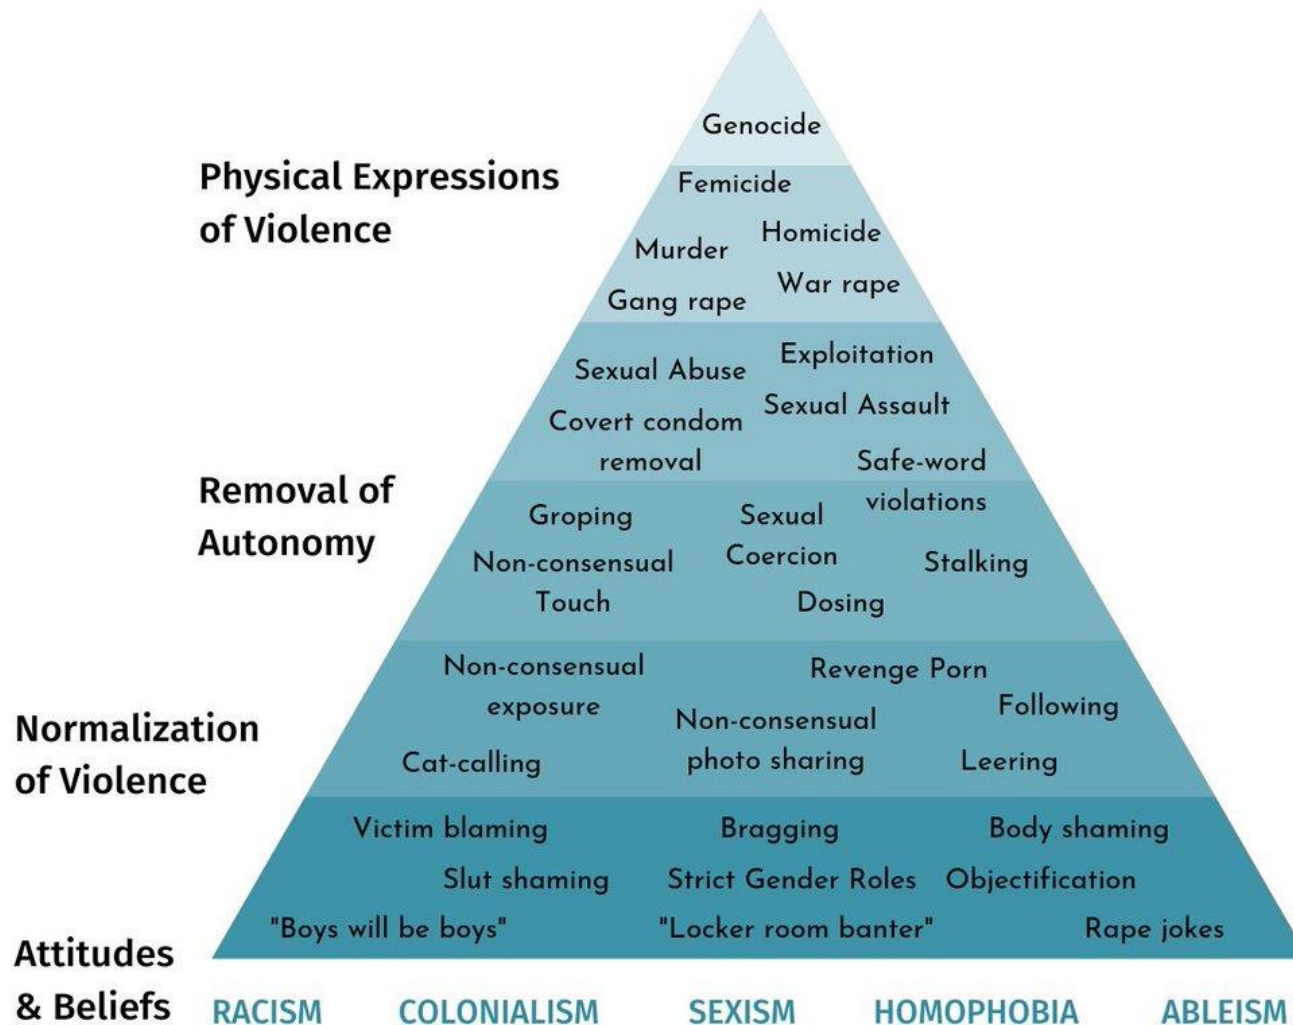 Genocide
Physical Expressions
of Violence
Femicide
Homicide
Murder
War rape
Gang rape
Exploitation
Sexual Abuse
Sexual Assault
Covert condom
removal
Safe-word
violations
Removal of
Autonomy
Groping
Sexual
Coercion
Non-consensual
Touch
Stalking
Dosing
Non-consensual
exposure
Revenge Porn
Following
Normalization
of Violence
Non-consensual
photo sharing
Cat-calling
Leering
Victim blaming
Bragging
Body shaming
Slut shaming
Strict Gender Roles
Objectification
"Boys will be boys"
"Locker room banter"
Rape jokes
Attitudes
& Beliefs
RACISM
COLONIALISM
SEXISM
HOMOPHOBIA
ABLEISM